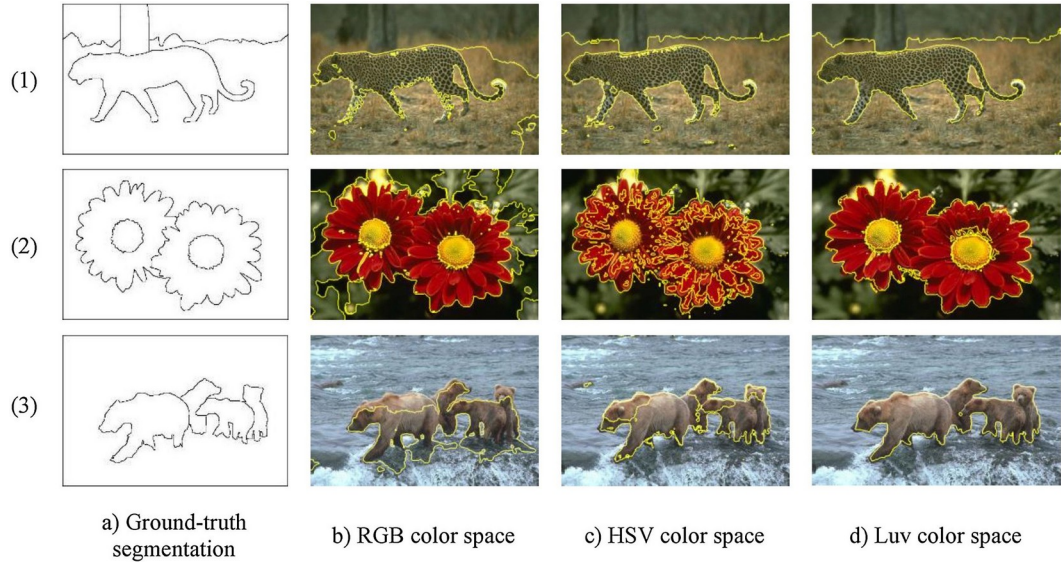 (1)
(2)
(3)
a) Ground-truth
segmentation
b) RGB color space
c) HSV color space
d) Luv color space